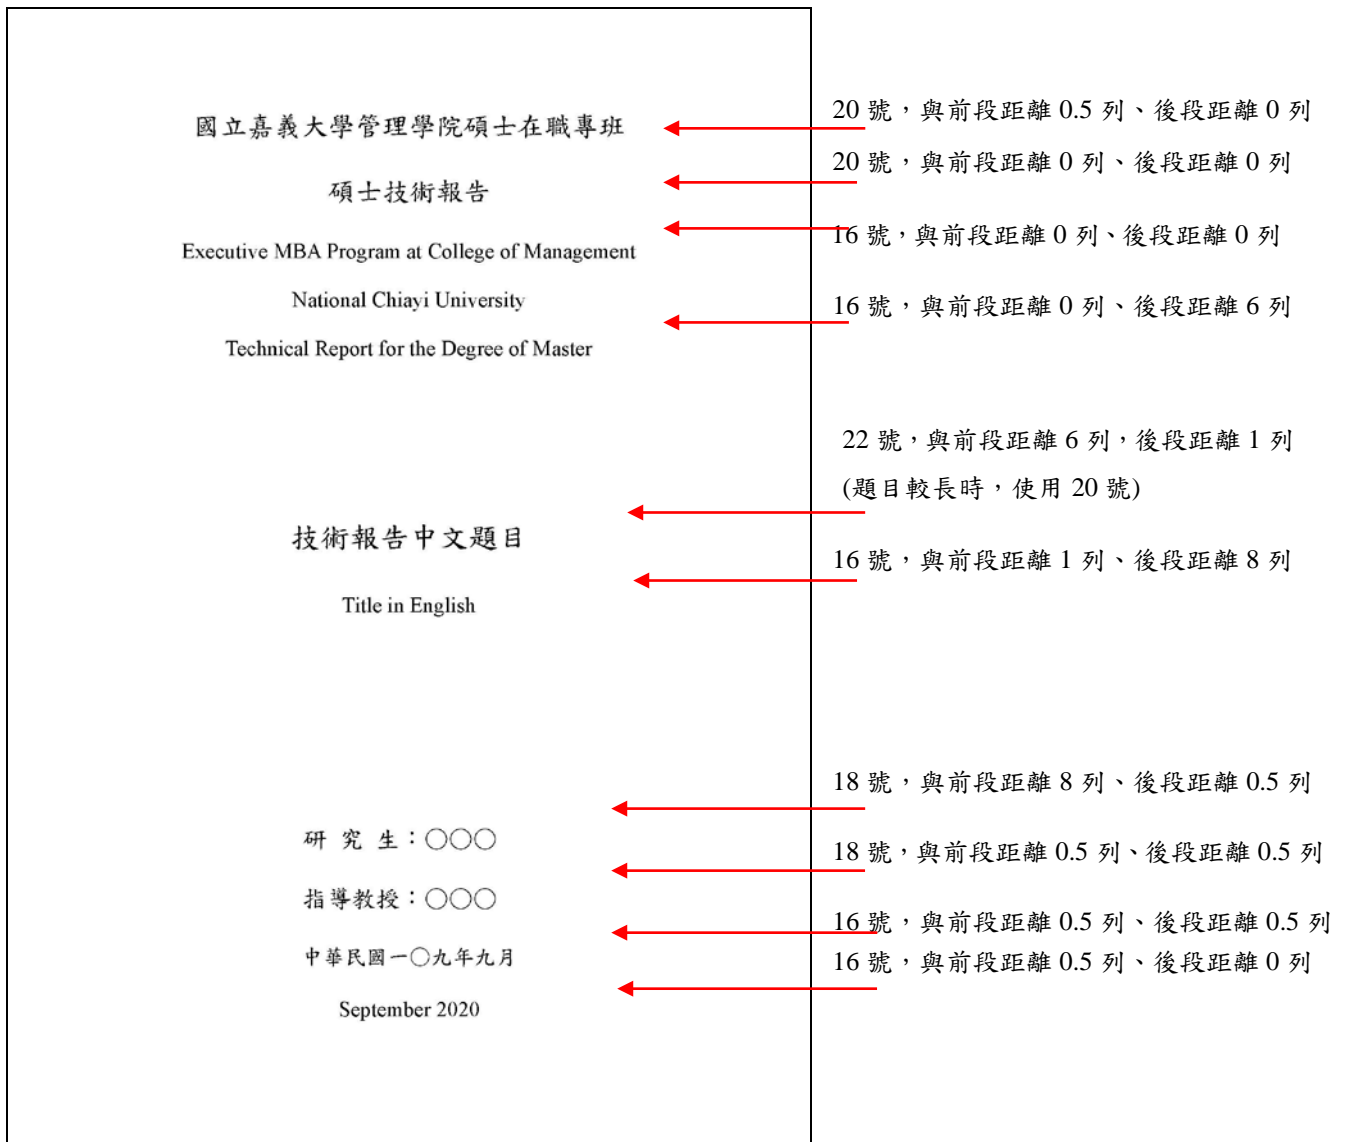 國立嘉義大學管理學院碩士在職專班
20 號，與前段距離 0.5 列、後段距離 0 列
碩士技術報告
20 號，與前段距離 0 列、後段距離 0 列
Executive MBA Program at College of Management
16 號，與前段距離 0 列、後段距離 0 列
National Chiayi University
Technical Report for the Degree of Master
16 號，與前段距離 0 列、後段距離 6 列
技術報告中文題目
22 號，與前段距離 6 列，後段距離 1 列
(題目較長時，使用 20 號)
Title in English
16 號，與前段距離 1 列、後段距離 8 列
研 究 生：○○○
18 號，與前段距離 8 列、後段距離 0.5 列
指導教授：○○○
18 號，與前段距離 0.5 列、後段距離 0.5 列
中華民國一○九年九月
16 號，與前段距離 0.5 列、後段距離 0.5 列
September 2020
16 號，與前段距離 0.5 列、後段距離 0 列